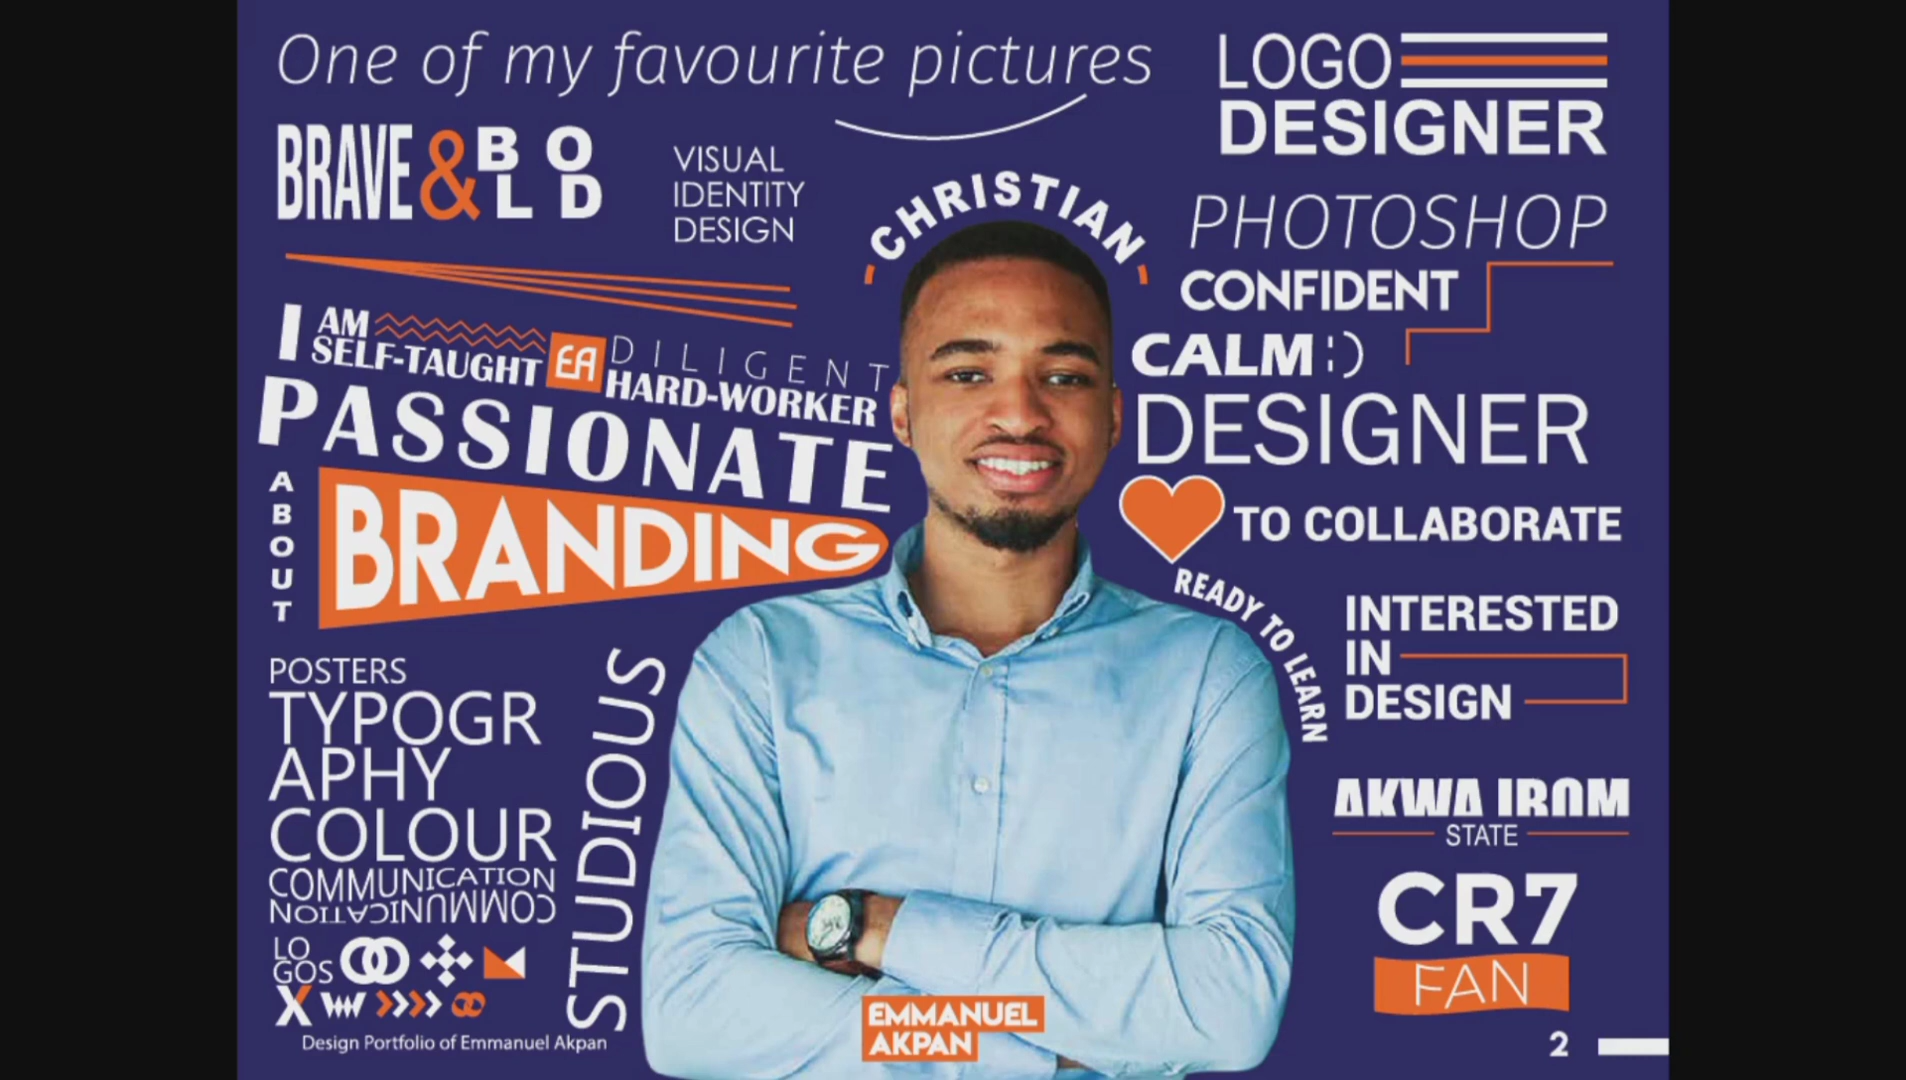 One of my favourite pictures
LOGO
DESIGNER
BRAVE & BOLD
VISUAL
IDENTITY
DESIGN
CHRISTIAN
PHOTOSHOP
CONFIDENT
CALM :)
DESIGNER
I AM
SELF-TAUGHT
EA
DILIGENT
HARD-WORKER
PASSIONATE
ABOUT
BRANDING
TO COLLABORATE
READY TO LEARN
INTERESTED
IN
DESIGN
POSTERS
TYPOGR
APHY
COLOUR
COMMUNICATION
COMMUNICATION
LO
GOS
STUDIOUS
AKWA IBOM
STATE
CR7
FAN
EMMANUEL
AKPAN
Design Portfolio of Emmanuel Akpan
2